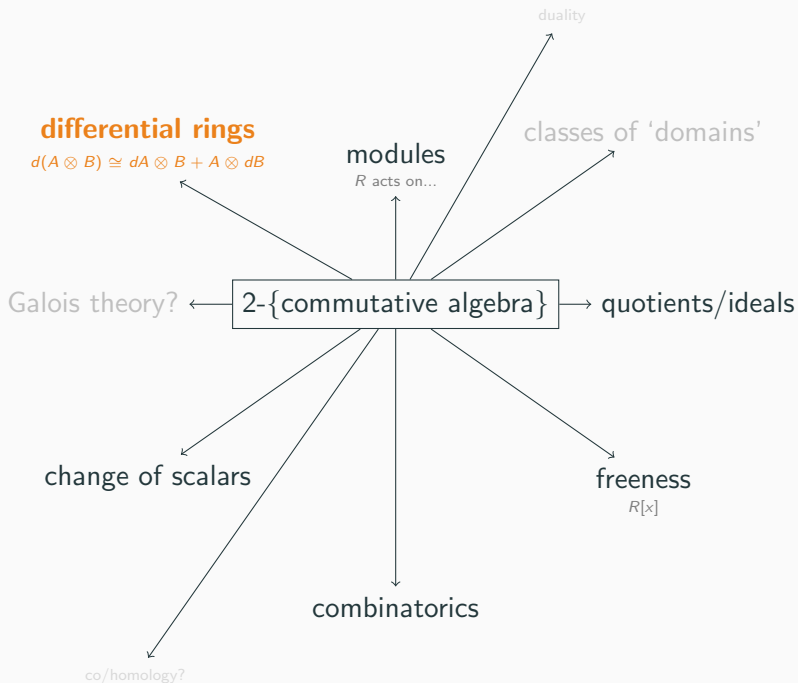 duality
differential rings
d(A ⊗ B) ≅ dA ⊗ B + A ⊗ dB
classes of ‘domains’
modules
R acts on...
Galois theory?
2-{commutative algebra}
quotients/ideals
change of scalars
freeness
R[x]
combinatorics
co/homology?